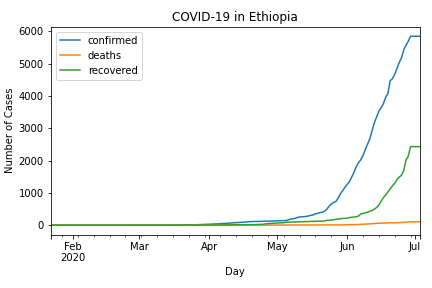 COVID-19 in Ethiopia
confirmed
deaths
recovered
Number of Cases
6000
5000
4000
3000
2000
1000
0
Feb
2020
Mar
Apr
May
Jun
Jul
Day